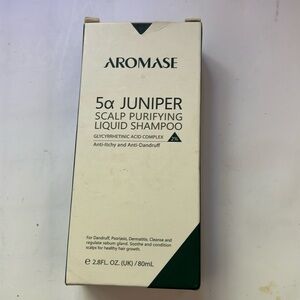 AROMASE
5α JUNIPER
SCALP PURIFYING
LIQUID SHAMPOO
GLYCYRRHETINIC ACID COMPLEX
Anti-Itchy and Anti-Dandruff
For Dandruff, Psoriasis, Dermatitis, Cleanse and
regulate sebum gland. Soothe and condition
scalps for healthy hair growth.
℮ 2.8FL. OZ. (UK) / 80mL